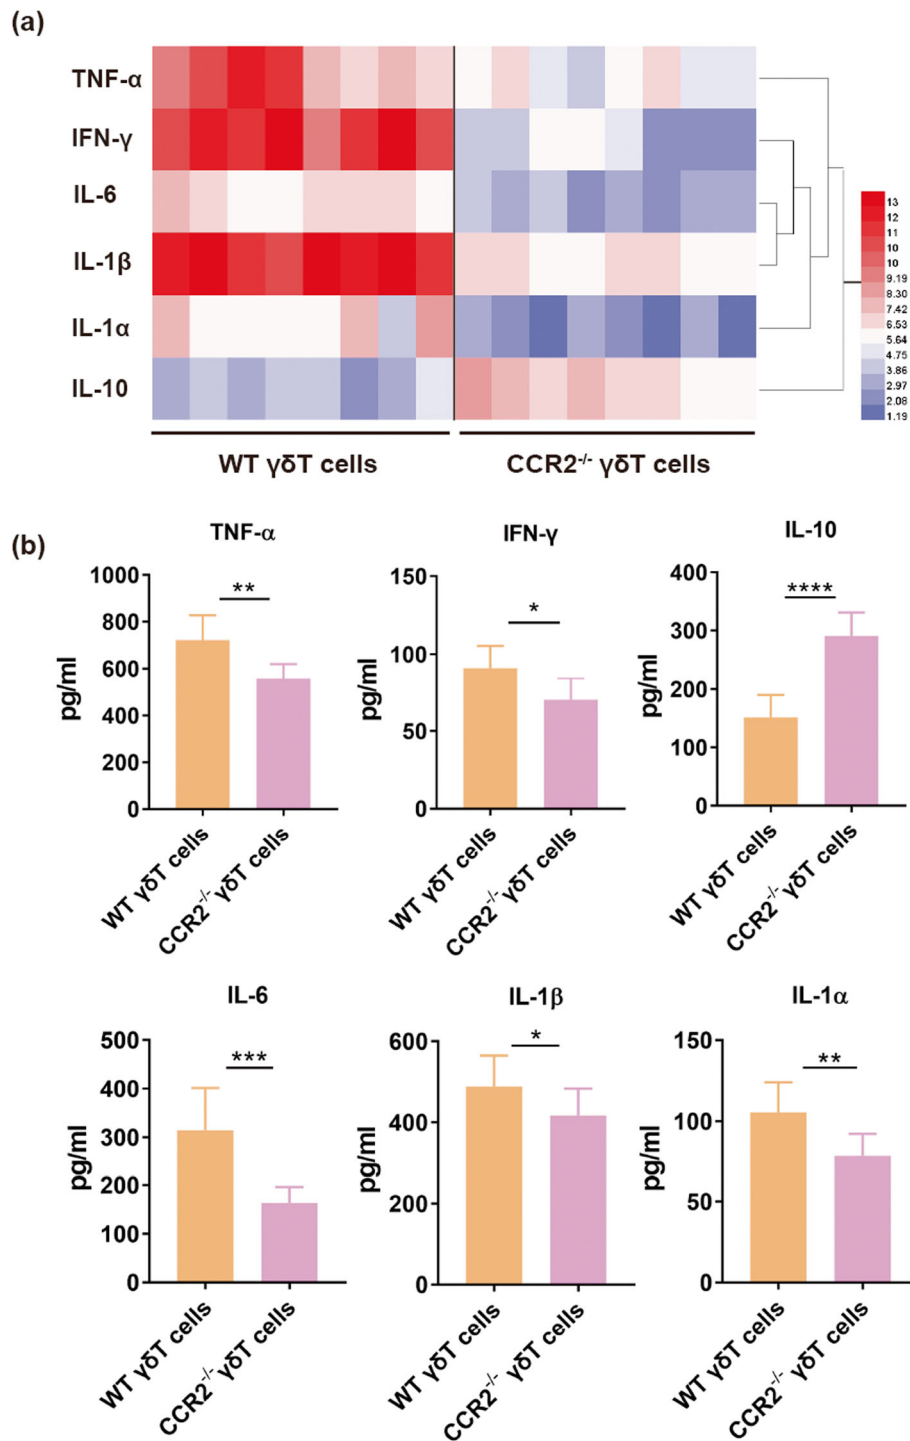 (a)
TNF-α
IFN-γ
IL-6
IL-1β
IL-1α
IL-10
13
12
11
10
10
9.19
8.30
7.42
6.53
5.64
4.75
3.86
2.97
2.08
1.19
WT γδT cells
CCR2-/- γδT cells
(b)
TNF-α
1000
800
600
400
200
0
pg/ml
**
WT γδT cells
CCR2-/- γδT cells
IFN-γ
150
100
50
0
pg/ml
*
WT γδT cells
CCR2-/- γδT cells
IL-10
400
300
200
100
0
pg/ml
****
WT γδT cells
CCR2-/- γδT cells
IL-6
500
400
300
200
100
0
pg/ml
***
WT γδT cells
CCR2-/- γδT cells
IL-1β
600
400
200
0
pg/ml
*
WT γδT cells
CCR2-/- γδT cells
IL-1α
150
100
50
0
pg/ml
**
WT γδT cells
CCR2-/- γδT cells